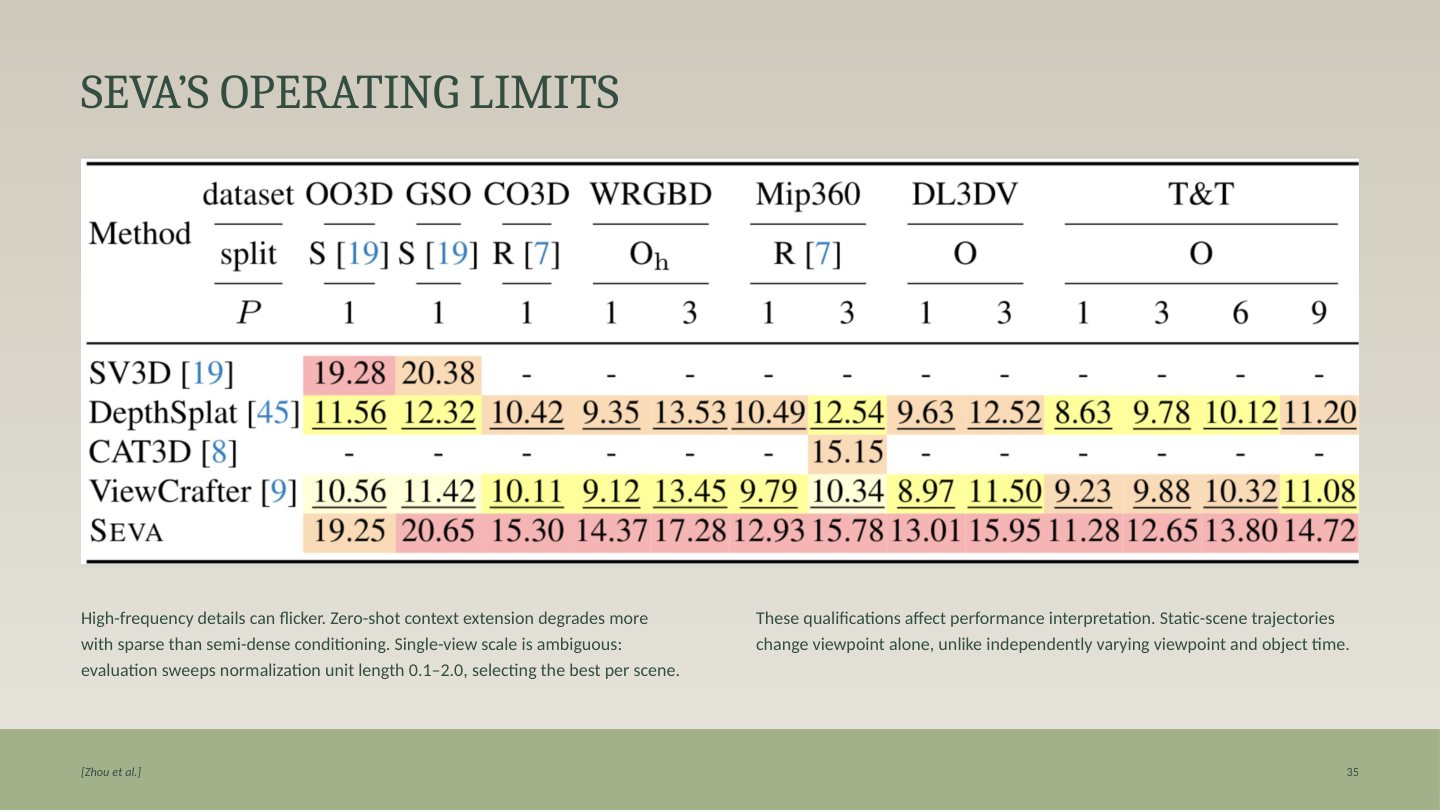 SEVA’S OPERATING LIMITS
Method dataset OO3D GSO CO3D WRGBD Mip360 DL3DV T&T
split S [19] S [19] R [7] Oh R [7] O O
P 1 1 1 1 3 1 3 1 3 1 3 6 9
SV3D [19] 19.28 20.38 - - - - - - - - - - -
DepthSplat [45] 11.56 12.32 10.42 9.35 13.53 10.49 12.54 9.63 12.52 8.63 9.78 10.12 11.20
CAT3D [8] - - - - - - 15.15 - - - - - -
ViewCrafter [9] 10.56 11.42 10.11 9.12 13.45 9.79 10.34 8.97 11.50 9.23 9.88 10.32 11.08
SEVA 19.25 20.65 15.30 14.37 17.28 12.93 15.78 13.01 15.95 11.28 12.65 13.80 14.72
High-frequency details can flicker. Zero-shot context extension degrades more
with sparse than semi-dense conditioning. Single-view scale is ambiguous:
evaluation sweeps normalization unit length 0.1–2.0, selecting the best per scene.
These qualifications affect performance interpretation. Static-scene trajectories
change viewpoint alone, unlike independently varying viewpoint and object time.
[Zhou et al.]
35